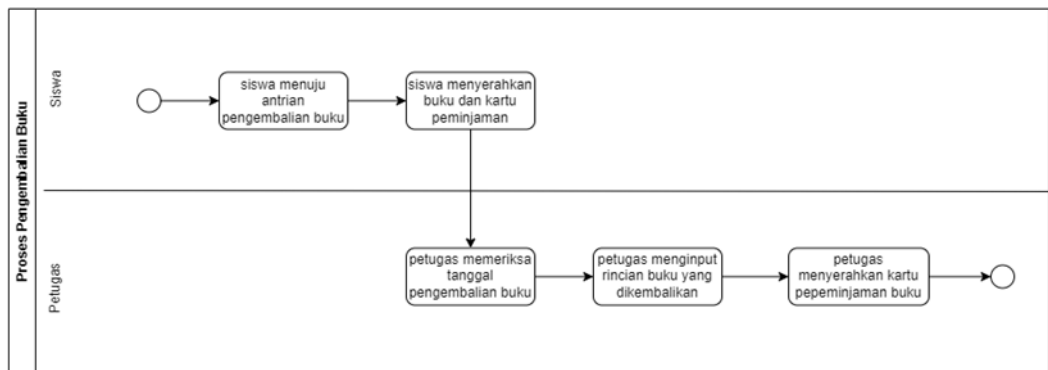 Proses Pengembalian Buku
Siswa
siswa menuju
antrian
pengembalian buku
siswa menyerahkan
buku dan kartu
peminjaman
Petugas
petugas memeriksa
tanggal
pengembalian buku
petugas menginput
rincian buku yang
dikembalikan
petugas
menyerahkan kartu
pepeminjaman buku